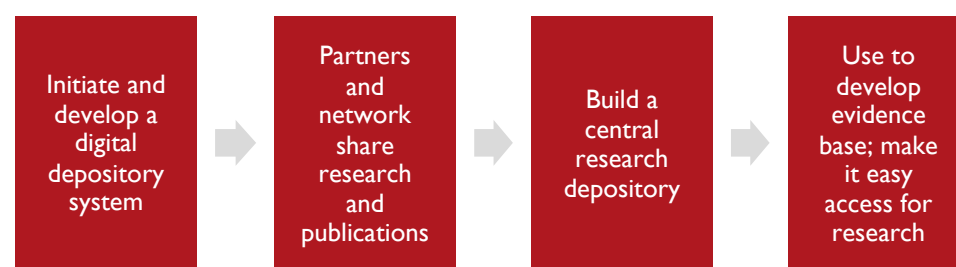 Initiate and
develop a
digital
depository
system
Partners
and
network
share
research
and
publications
Build a
central
research
depository
Use to
develop
evidence
base; make
it easy
access for
research